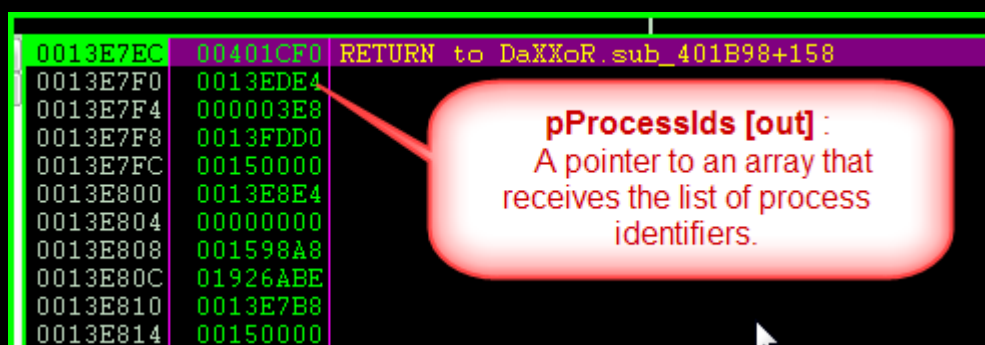 0013E7EC 00401CF0 RETURN to DaXXoR.sub_401B98+158
0013E7F0 0013EDE4
0013E7F4 000003E8
0013E7F8 0013FDD0
0013E7FC 00150000
0013E800 0013E8E4
0013E804 00000000
0013E808 001598A8
0013E80C 01926ABE
0013E810 0013E7B8
0013E814 00150000
pProcessIds [out] :
A pointer to an array that
receives the list of process
identifiers.